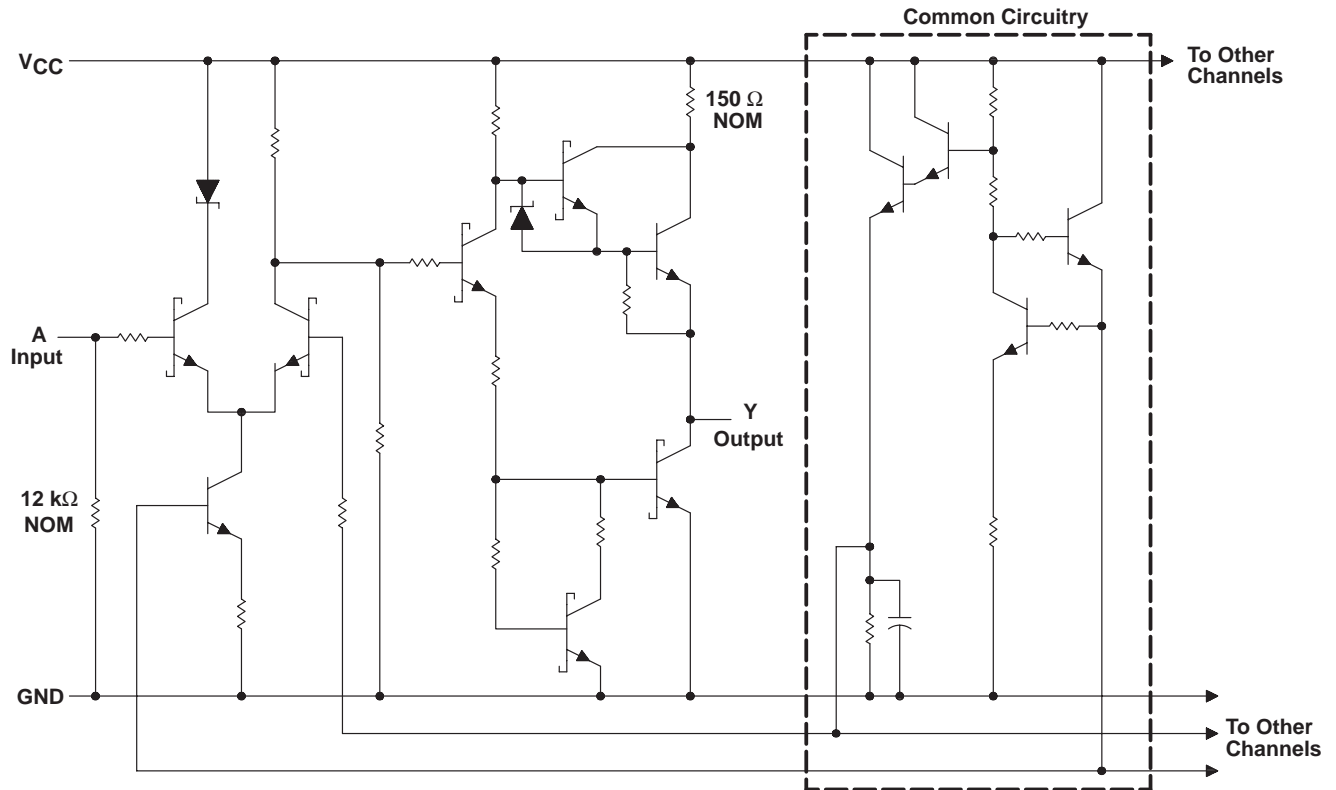 Common Circuitry
VCC
To Other
Channels
150 Ω
NOM
A
Input
Y
Output
12 kΩ
NOM
GND
To Other
Channels